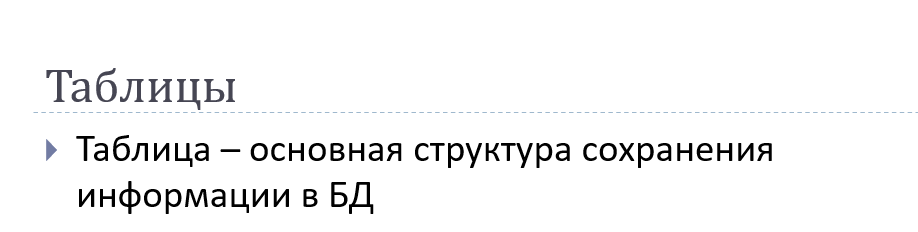 Таблицы
Таблица – основная структура сохранения
информации в БД